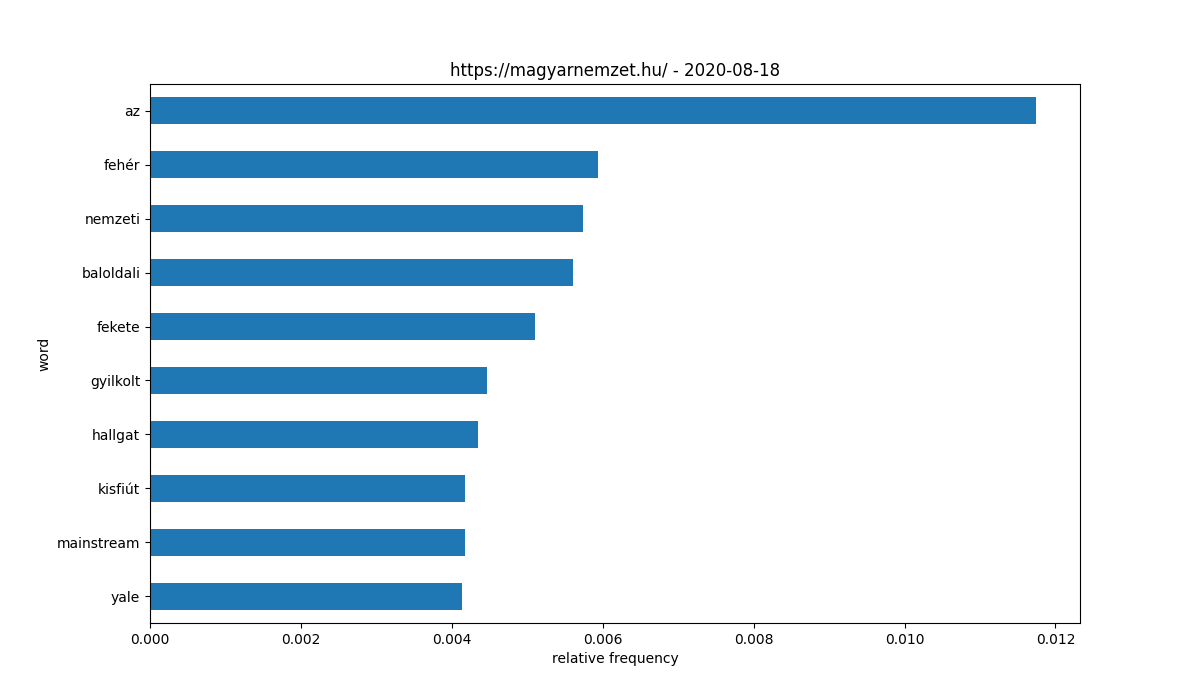 https://magyarnemzet.hu/ - 2020-08-18
az
fehér
nemzeti
baloldali
fekete
gyilkolt
hallgat
kisfiút
mainstream
yale
word
0.000 0.002 0.004 0.006 0.008 0.010 0.012
relative frequency